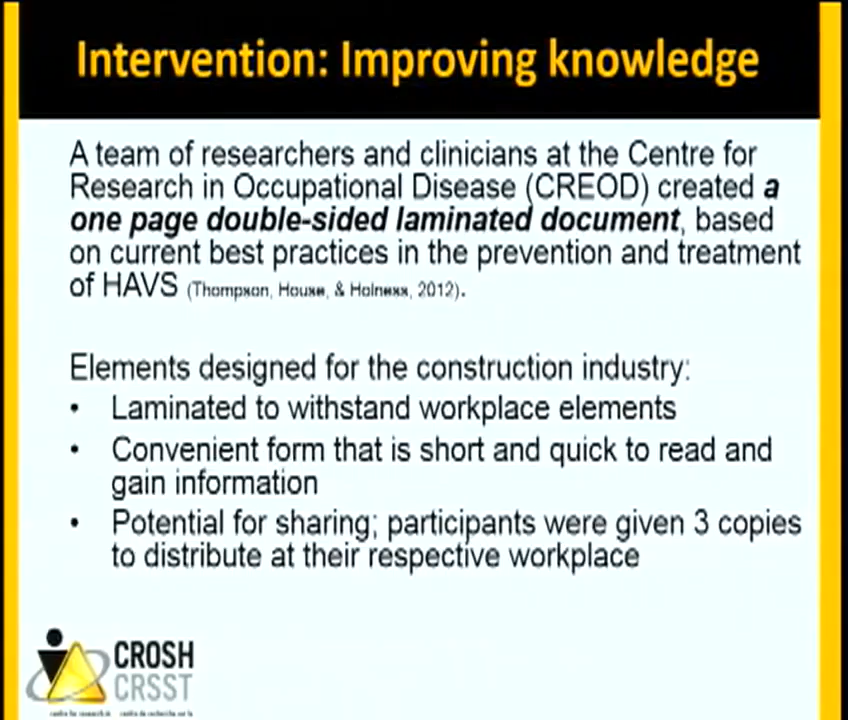 Intervention: Improving knowledge
A team of researchers and clinicians at the Centre for
Research in Occupational Disease (CREOD) created a
one page double-sided laminated document, based
on current best practices in the prevention and treatment
of HAVS (Thompson, House, & Holness, 2012).
Elements designed for the construction industry:
• Laminated to withstand workplace elements
• Convenient form that is short and quick to read and
gain information
• Potential for sharing; participants were given 3 copies
to distribute at their respective workplace
CROSH
CRSST